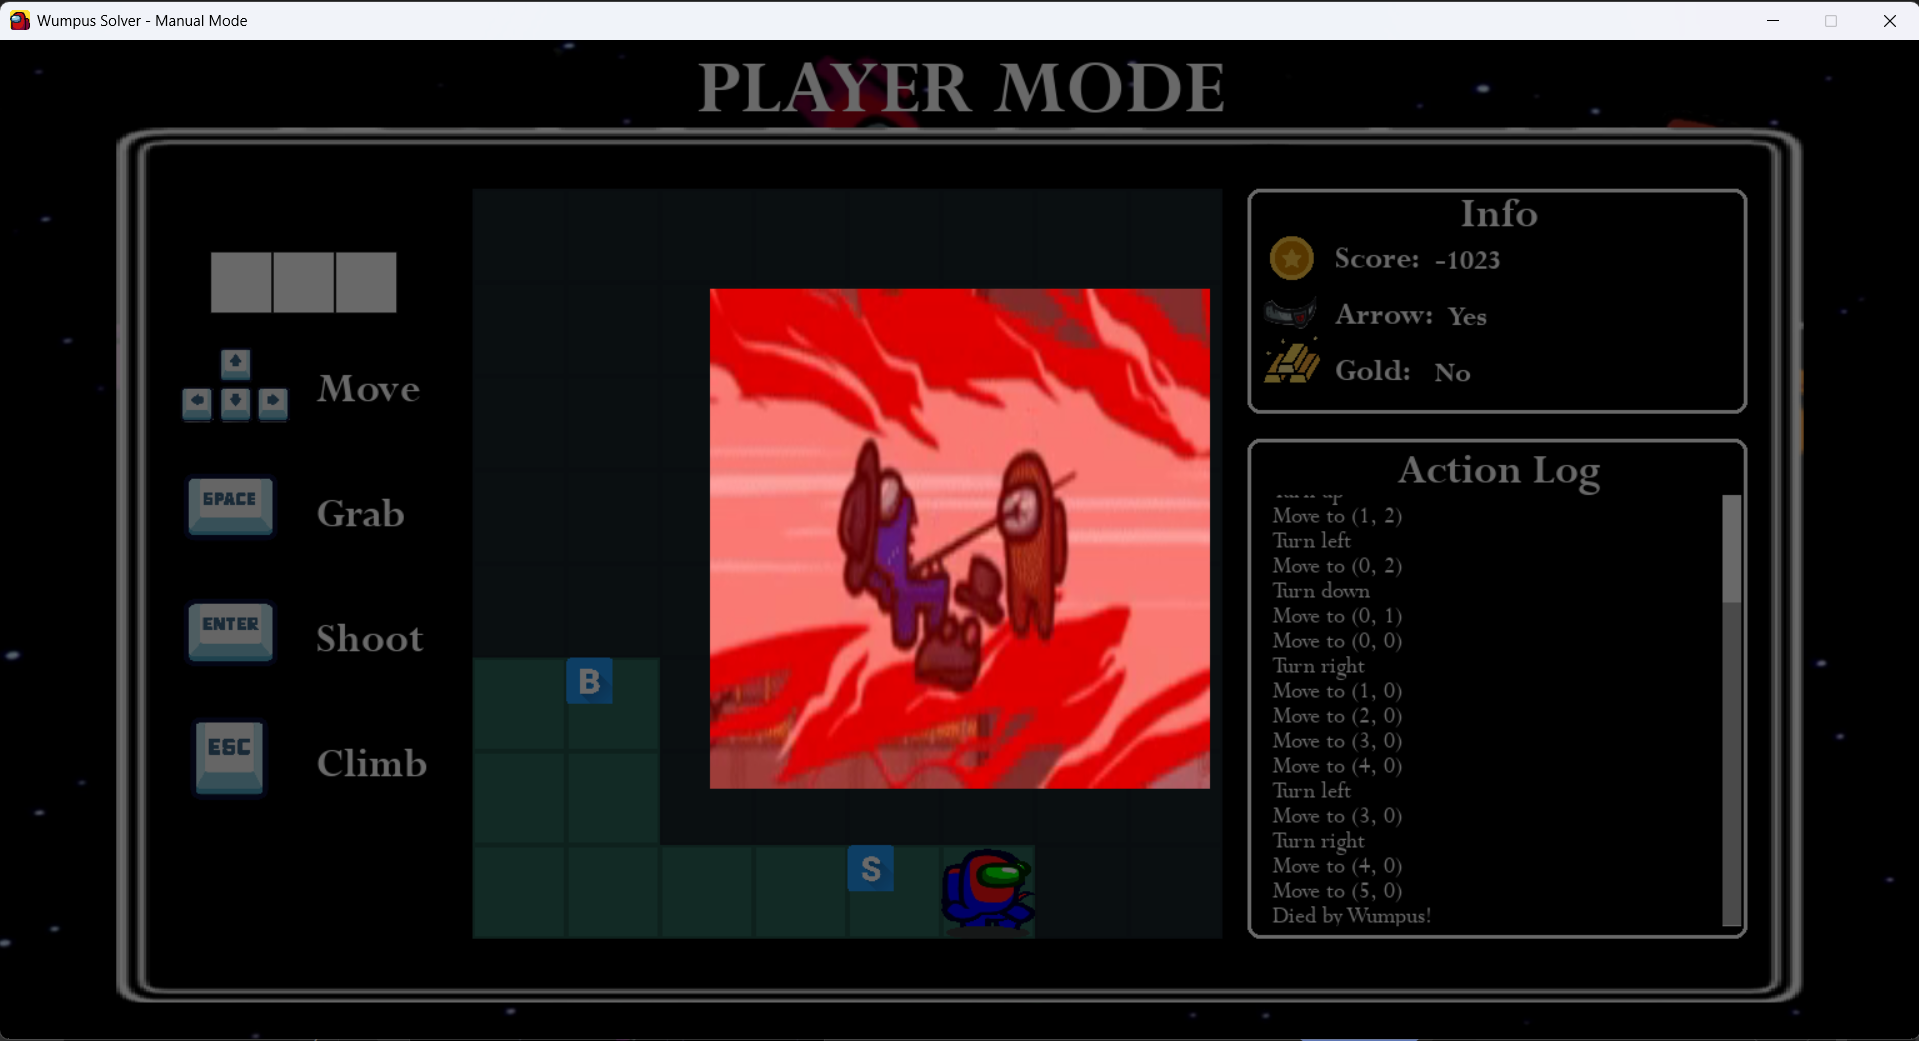 Wumpus Solver - Manual Mode
PLAYER MODE
Move
SPACE
Grab
ENTER
Shoot
ESC
Climb
B
S
Info
Score: -1023
Arrow: Yes
Gold: No
Action Log
Turn up
Move to (1, 2)
Turn left
Move to (0, 2)
Turn down
Move to (0, 1)
Move to (0, 0)
Turn right
Move to (1, 0)
Move to (2, 0)
Move to (3, 0)
Move to (4, 0)
Turn left
Move to (3, 0)
Turn right
Move to (4, 0)
Move to (5, 0)
Died by Wumpus!